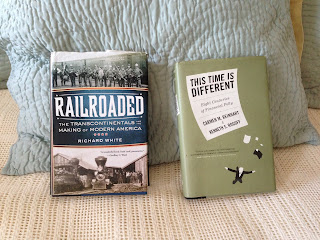 RAILROADED
THE TRANSCONTINENTALS AND THE
MAKING OF MODERN AMERICA
RICHARD WHITE
THIS TIME IS
DIFFERENT
Eight Centuries
of Financial Folly
CARMEN M. REINHART
KENNETH S. ROGOFF